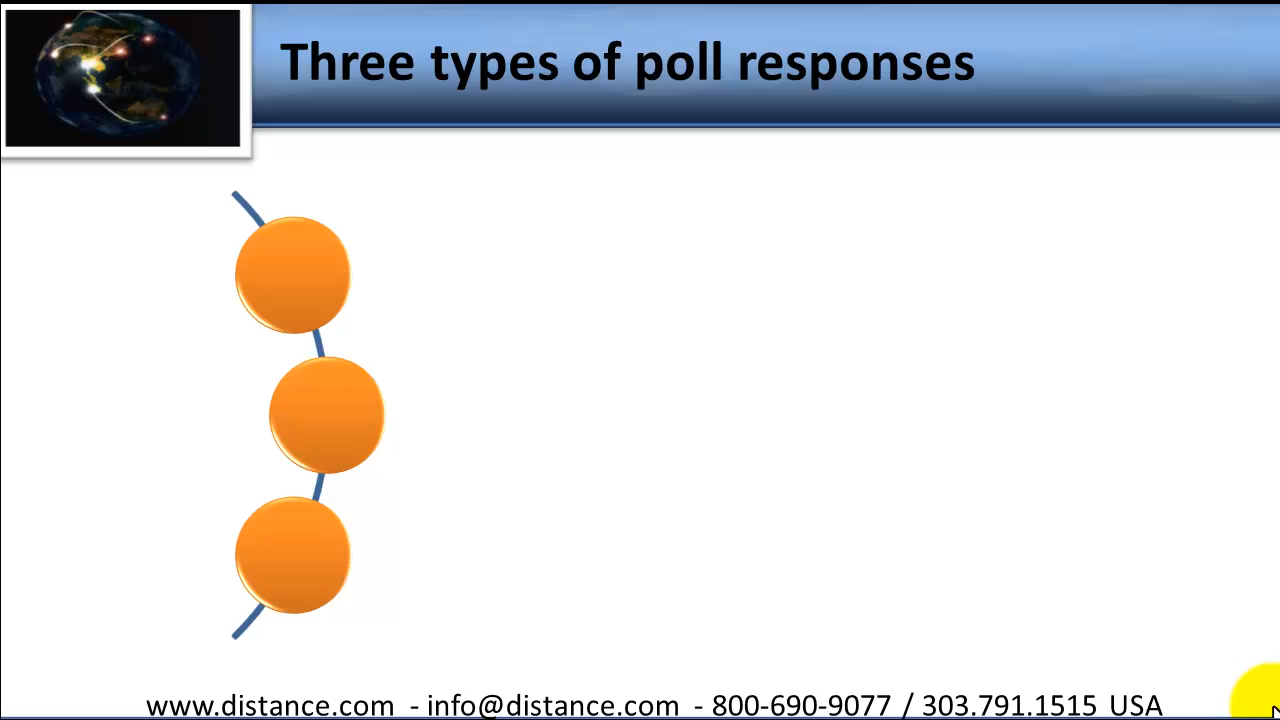 Three types of poll responses
www.distance.com - info@distance.com - 800-690-9077 / 303.791.1515 USA